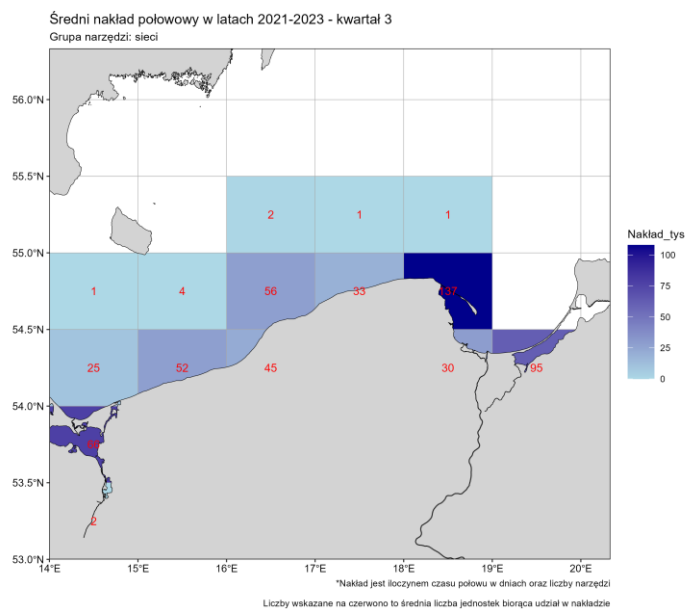 Średni nakład połowowy w latach 2021-2023 - kwartał 3
Grupa narzędzi: sieci
56.0°N
55.5°N
2 1 1
55.0°N
1 4 56 33 137
54.5°N
25 52 45 30 95
54.0°N
53.5°N
2
53.0°N
14°E 15°E 16°E 17°E 18°E 19°E 20°E
Nakład_tys
100
75
50
25
0
*Nakład jest iloczynem czasu połowu w dniach oraz liczby narzędzi
Liczby wskazane na czerwono to średnia liczba jednostek biorąca udział w nakładzie